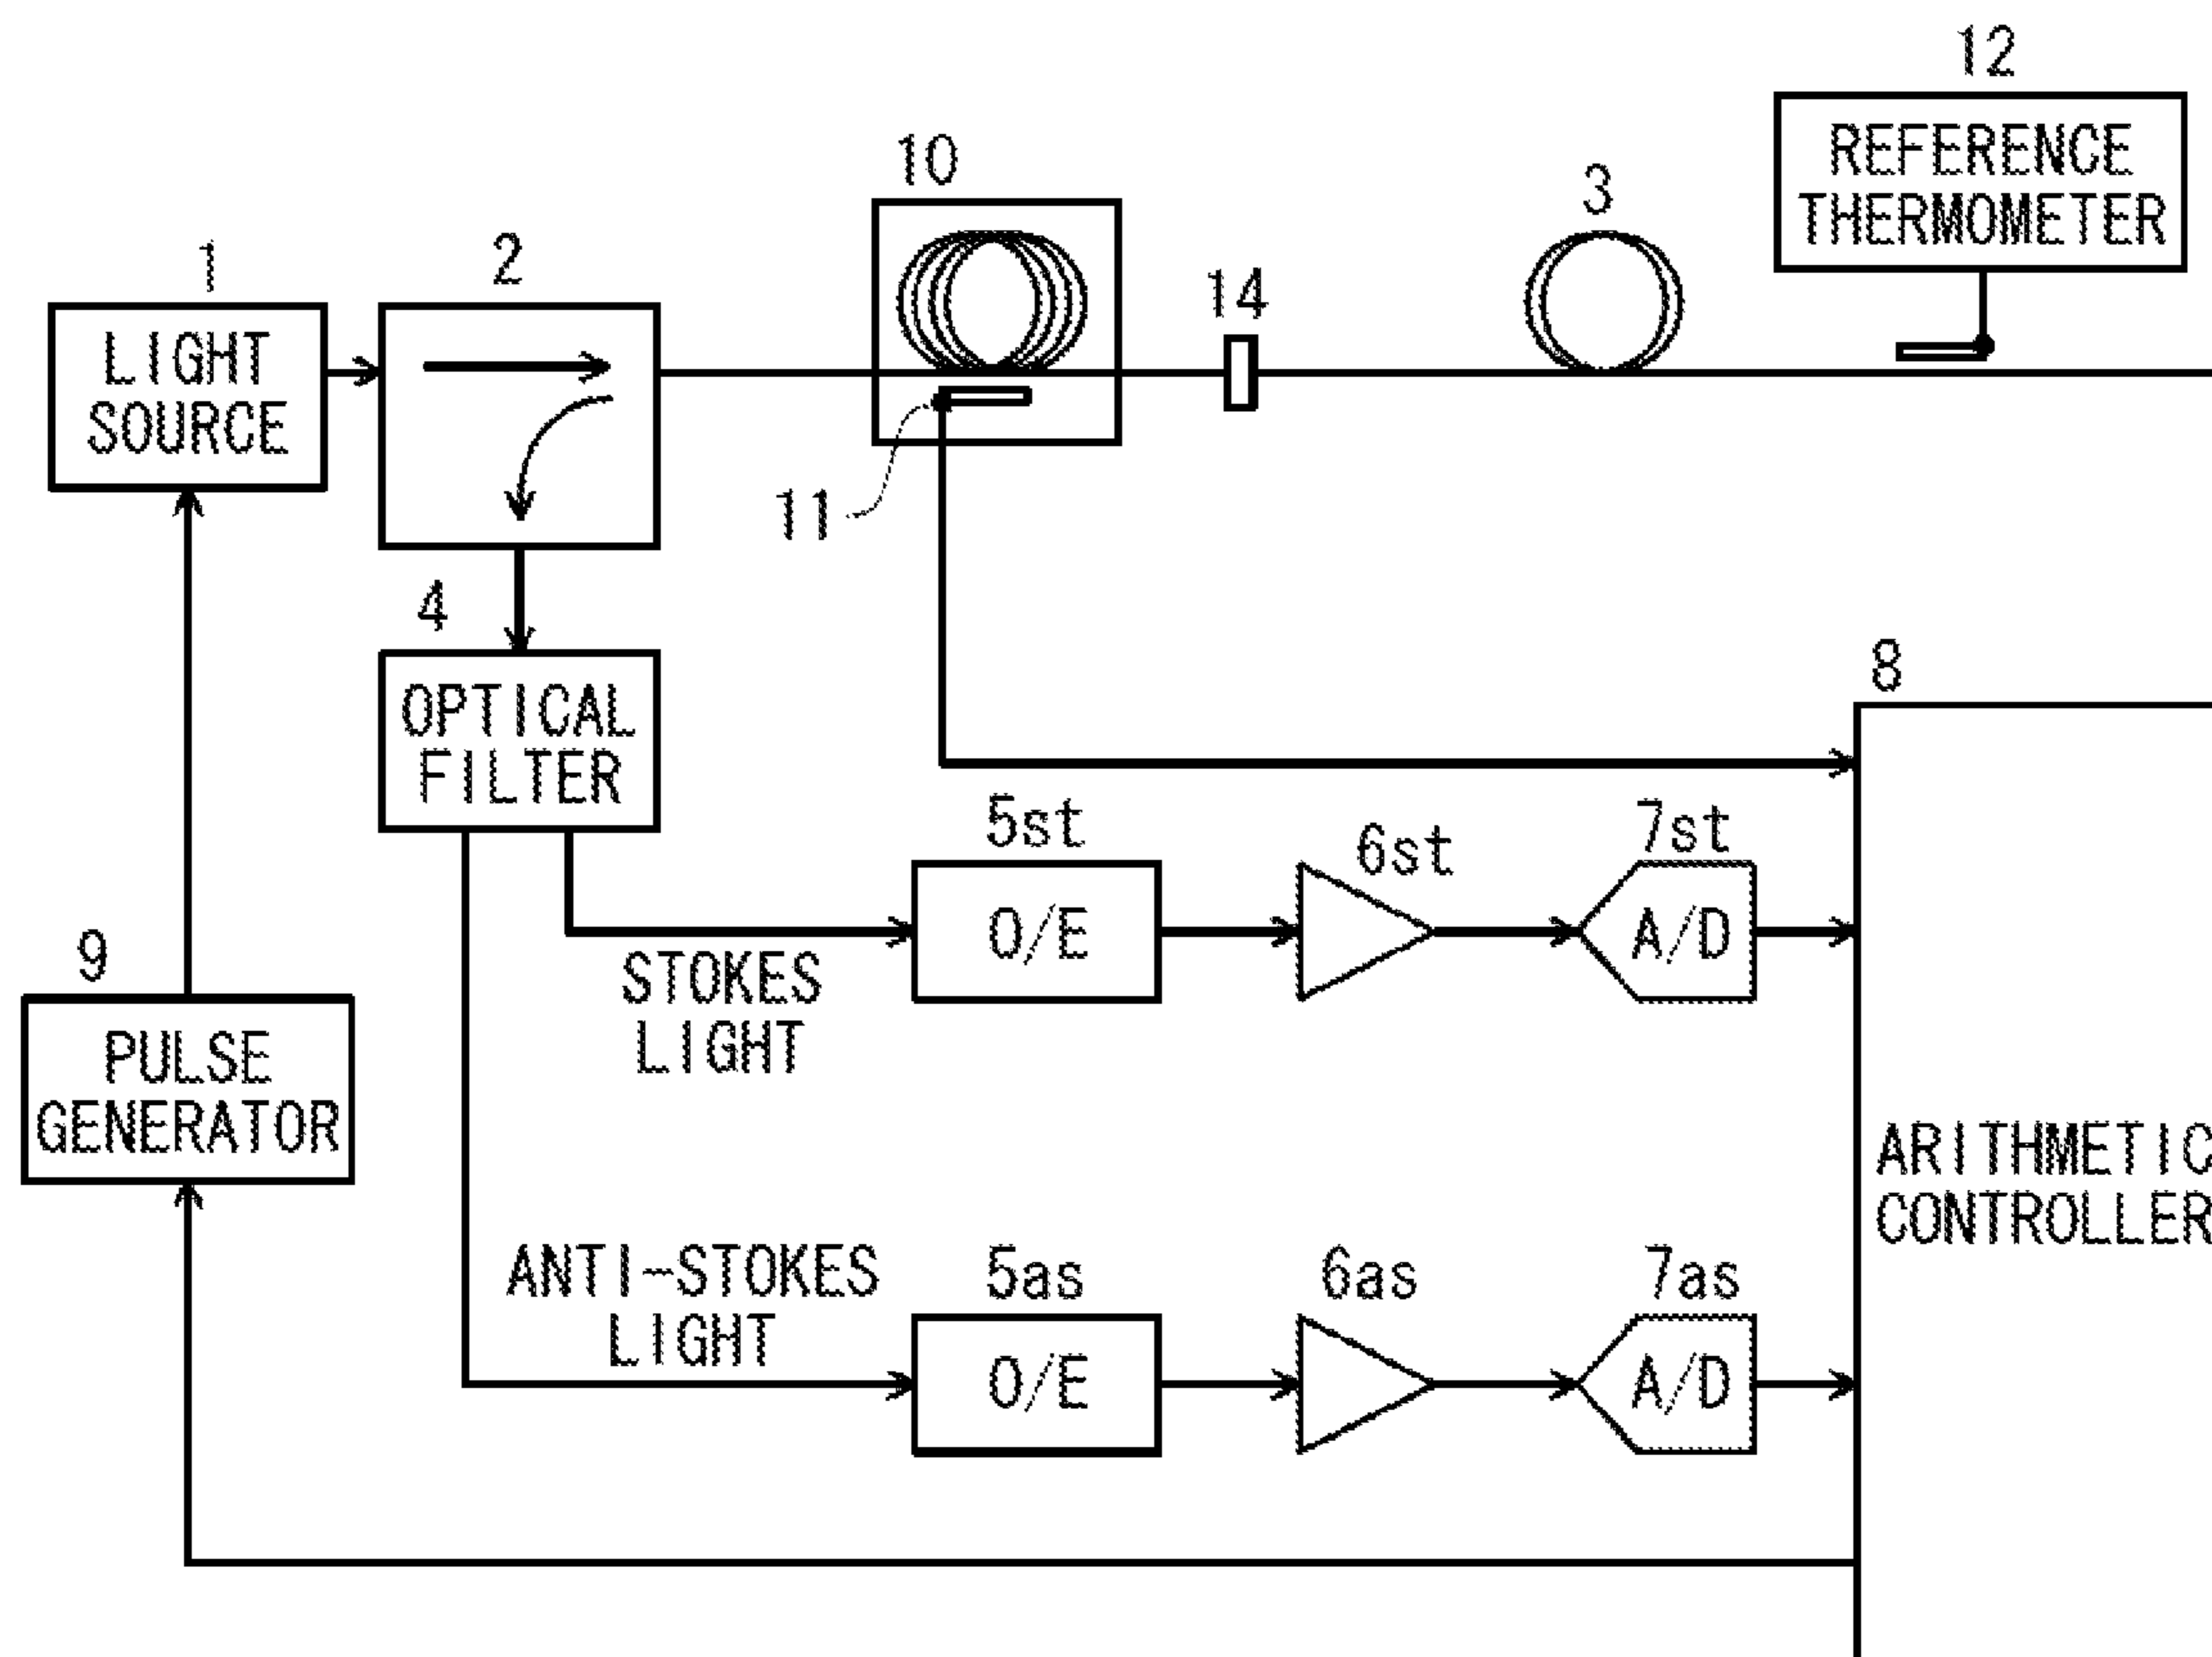 12
REFERENCE
THERMOMETER
10
3
1
2
14
LIGHT
SOURCE
11
4
OPTICAL
FILTER
8
5st
6st
7st
O/E
A/D
STOKES
LIGHT
9
PULSE
GENERATOR
ARITHMETIC
CONTROLLER
ANTI-STOKES
LIGHT
5as
6as
7as
O/E
A/D